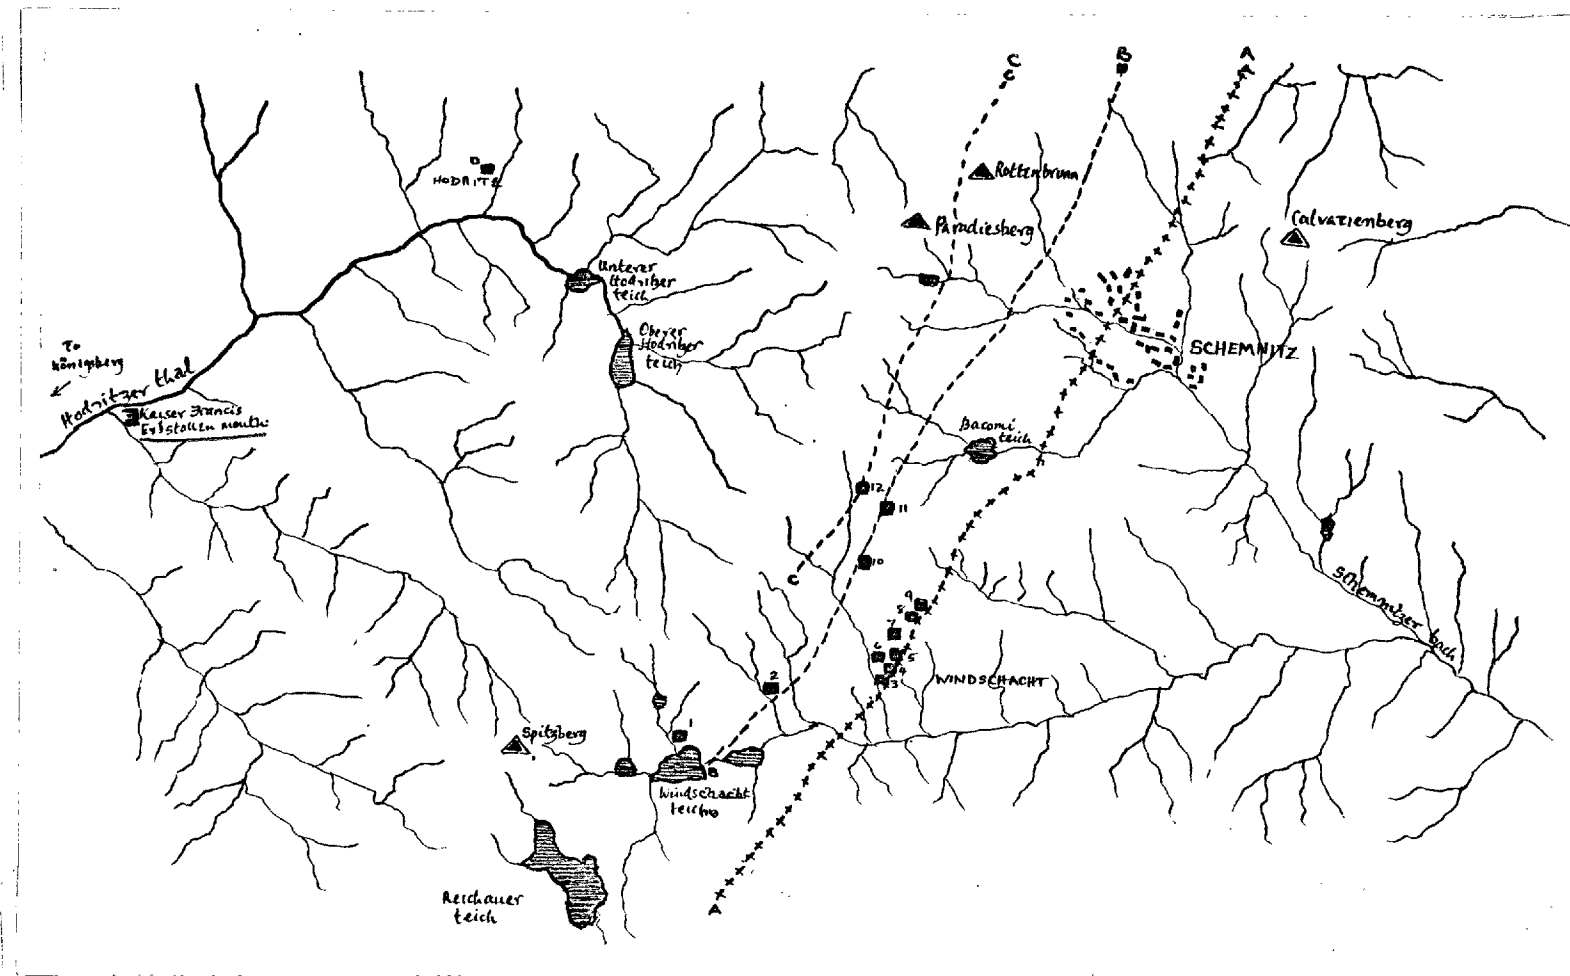 C
B
A
C
A
Rottenbrunn
HODRITZ
Paradiesberg
Calvarienberg
Unterer
Hodritzer
teich
Oberer
Hodritzer
teich
SCHEMNITZ
To
Königsberg
Hodritzer thal
Kaiser Francis
Erbstollen mouth
Bacomi
teich
12
11
10
C
9
8
7
6
5
4
3
2
1
WINDSCHACHT
Schemnitzer bach
Spitzberg
B
Windschacht
Reichauer
teich
A